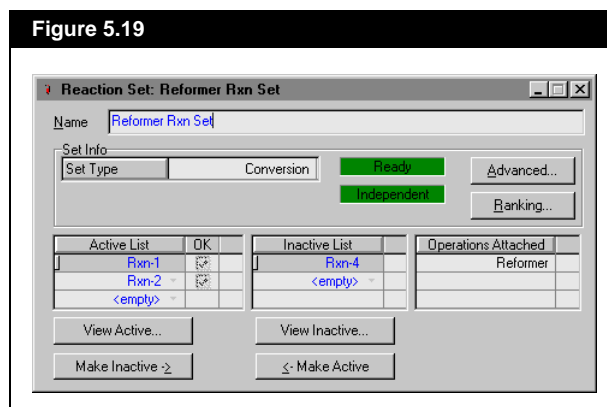 Figure 5.19
Reaction Set: Reformer Rxn Set
Name Reformer Rxn Set
Set Info
Set Type Conversion Ready Advanced...
Independent Ranking...
Active List OK Inactive List Operations Attached
Rxn-1 Rxn-4 Reformer
Rxn-2 <empty>
<empty>
View Active... View Inactive...
Make Inactive -> <- Make Active